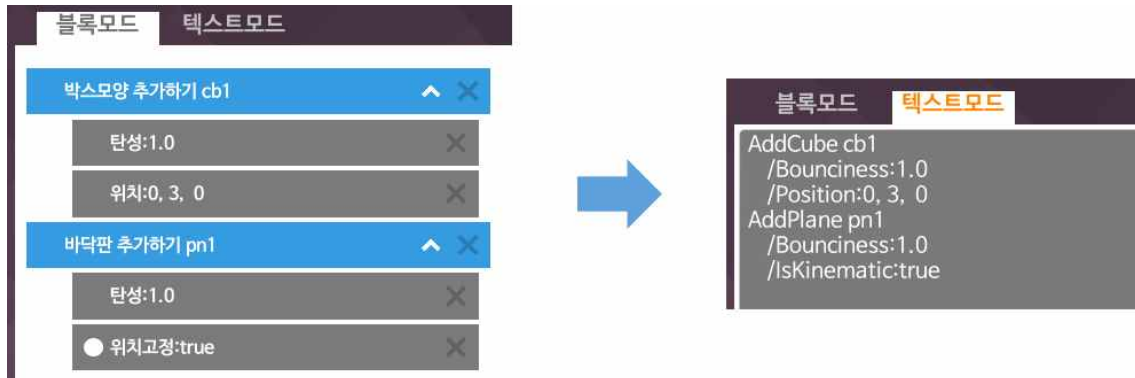 블록모드 텍스트모드
박스모양 추가하기 cb1
탄성:1.0
위치:0, 3, 0
바닥판 추가하기 pn1
탄성:1.0
위치고정:true
블록모드 텍스트모드
AddCube cb1
/Bounciness:1.0
/Position:0, 3, 0
AddPlane pn1
/Bounciness:1.0
/IsKinematic:true